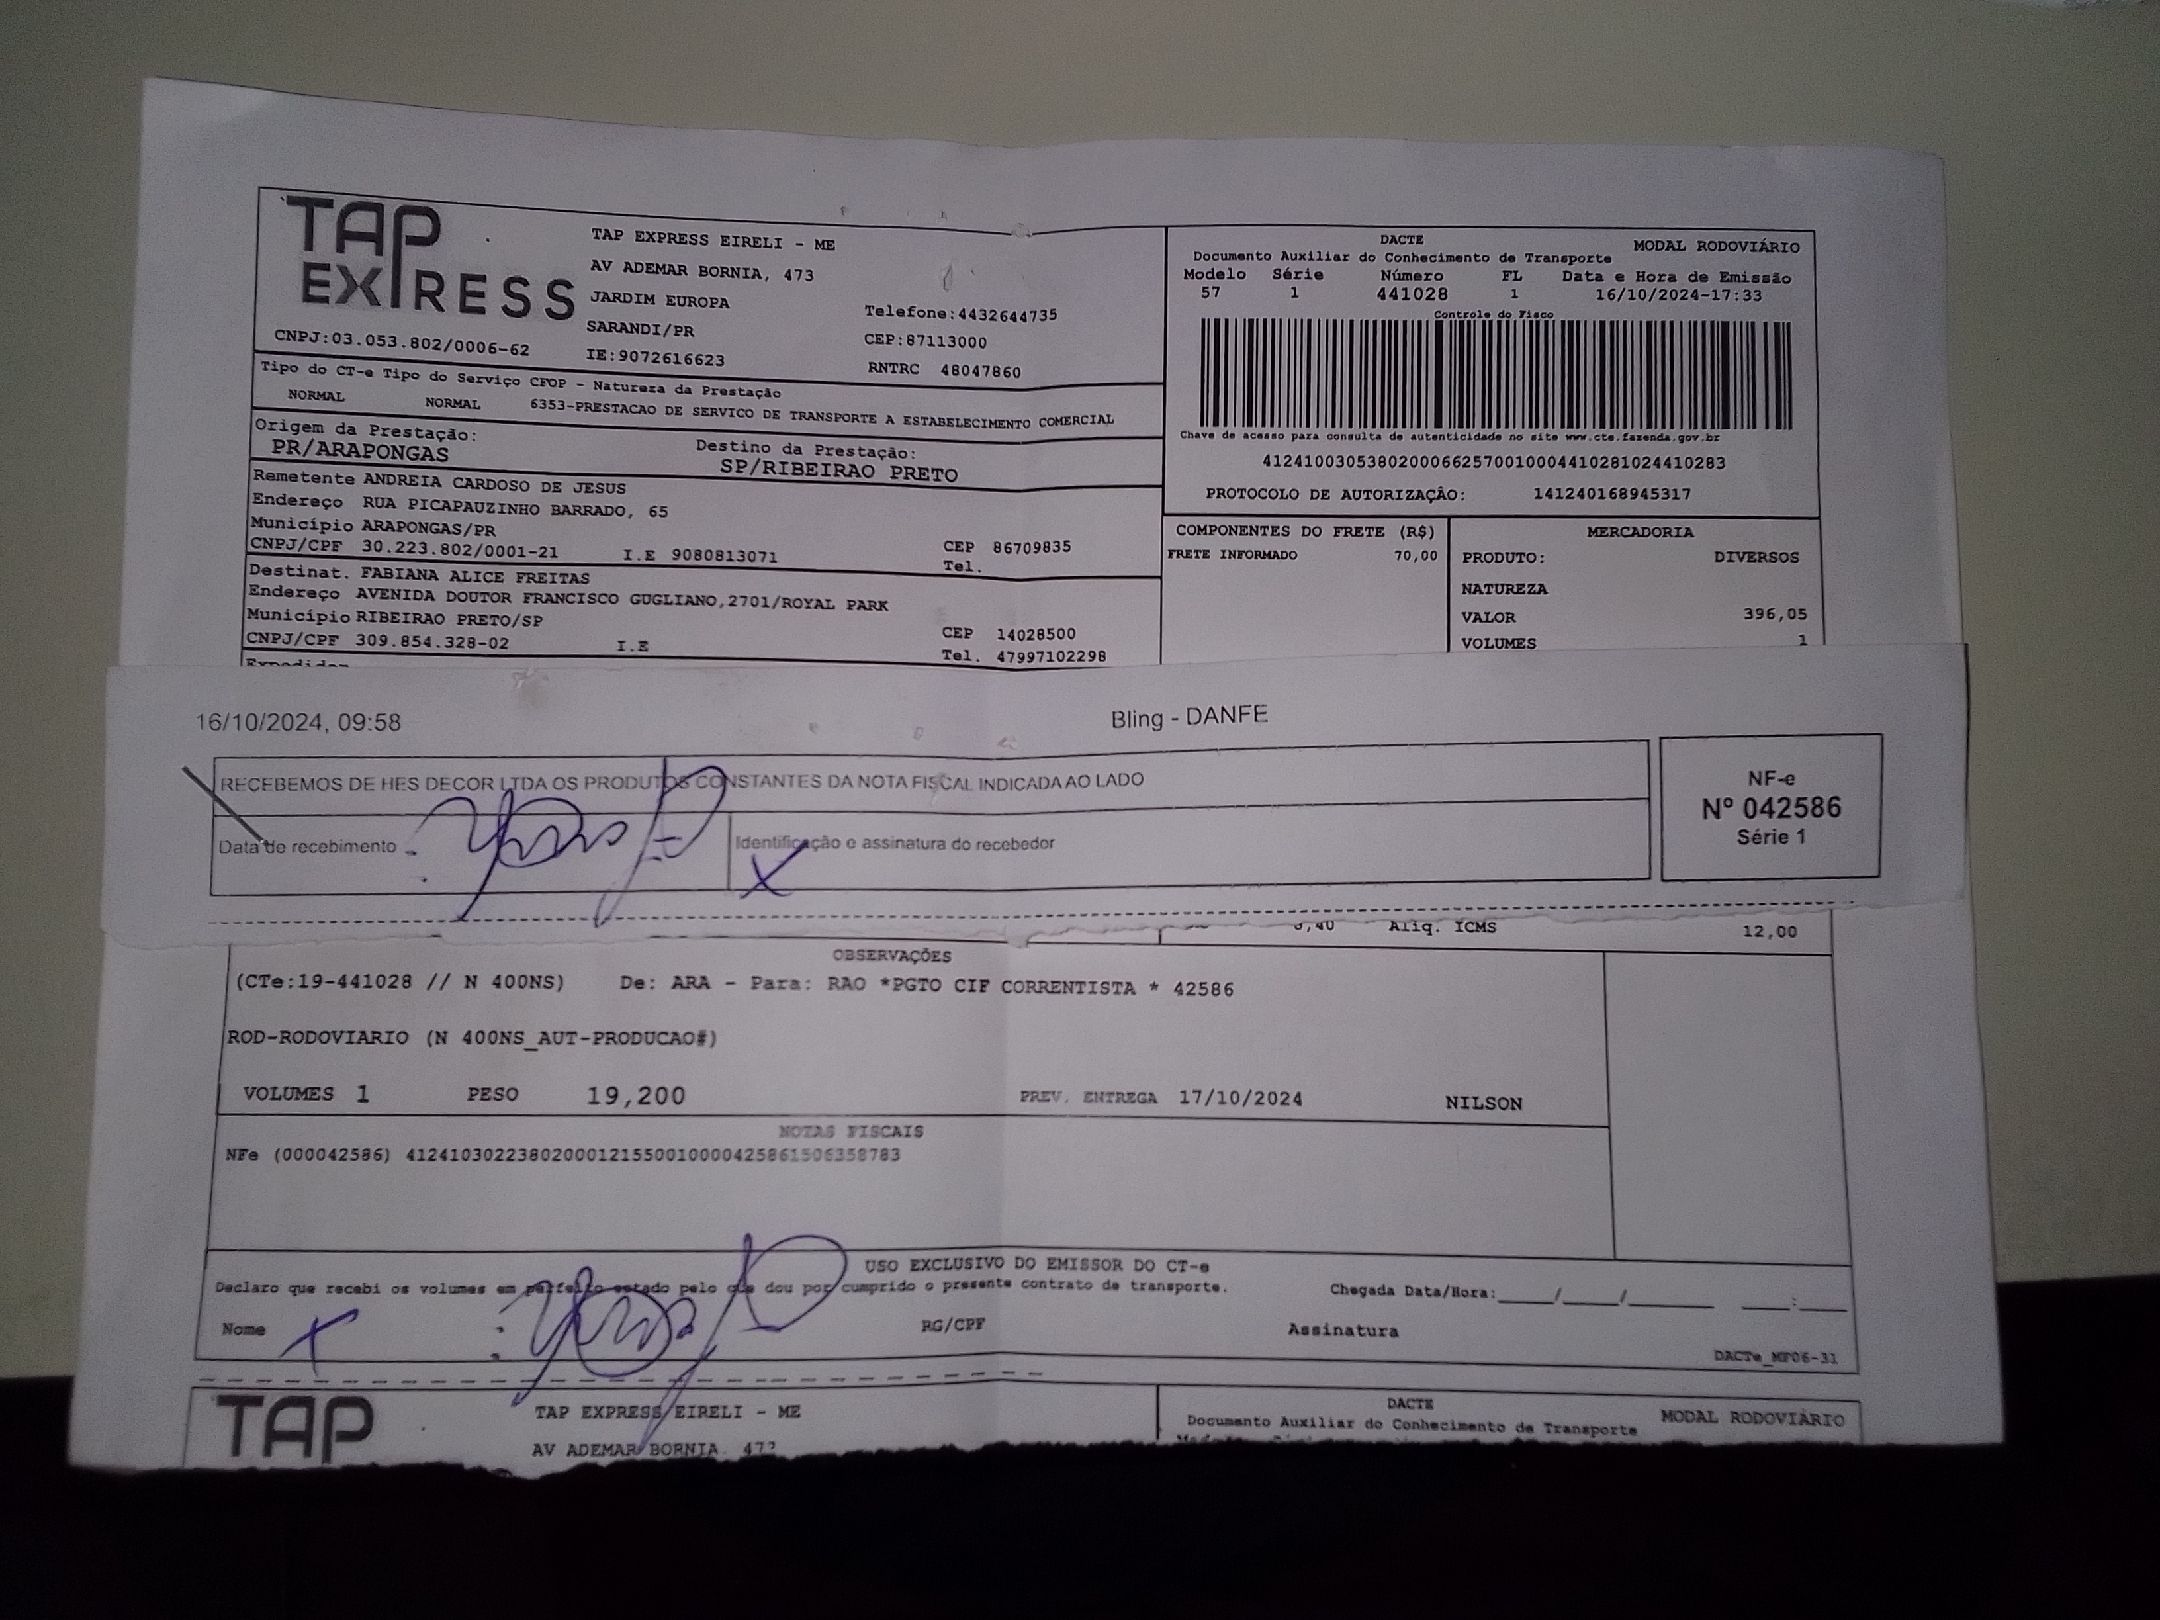 TAP
EXPRESS
TAP EXPRESS EIRELI - ME
AV ADEMAR BORNIA, 473
JARDIM EUROPA
SARANDI/PR
IE:9072616623
Telefone:4432644735
CEP:87113000
RNTRC 48047860
CNPJ:03.053.802/0006-62
DACTE
MODAL RODOVIÁRIO
Documento Auxiliar do Conhecimento de Transporte
Modelo Série Número FL Data e Hora de Emissão
57 1 441028 1 16/10/2024-17:33
Controle do Fisco
Chave de acesso para consulta de autenticidade no site www.cte.fazenda.gov.br
41241003053802000662570010004410281024410283
PROTOCOLO DE AUTORIZAÇÃO: 141240168945317
Tipo do CT-e Tipo do Serviço CFOP - Natureza da Prestação
NORMAL NORMAL 6353-PRESTACAO DE SERVICO DE TRANSPORTE A ESTABELECIMENTO COMERCIAL
Origem da Prestação: Destino da Prestação:
PR/ARAPONGAS SP/RIBEIRAO PRETO
Remetente ANDREIA CARDOSO DE JESUS
Endereço RUA PICAPAUZINHO BARRADO, 65
Município ARAPONGAS/PR
CNPJ/CPF 30.223.802/0001-21 I.E 9080813071
CEP 86709835
Tel.
Destinat. FABIANA ALICE FREITAS
Endereço AVENIDA DOUTOR FRANCISCO GUGLIANO,2701/ROYAL PARK
Município RIBEIRAO PRETO/SP
CNPJ/CPF 309.854.328-02 I.E
CEP 14028500
Tel. 47997102298
COMPONENTES DO FRETE (R$)
FRETE INFORMADO 70,00
MERCADORIA
PRODUTO: DIVERSOS
NATUREZA
VALOR 396,05
VOLUMES 1
16/10/2024, 09:58 Bling - DANFE
RECEBEMOS DE HES DECOR LTDA OS PRODUTOS CONSTANTES DA NOTA FISCAL INDICADA AO LADO
Data de recebimento Identificação e assinatura do recebedor
X
NF-e
Nº 042586
Série 1
Aliq. ICMS 12,00
OBSERVAÇÕES
(CTe:19-441028 // N 400NS) De: ARA - Para: RAO *PGTO CIF CORRENTISTA * 42586
ROD-RODOVIARIO (N 400NS_AUT-PRODUCAO#)
VOLUMES 1 PESO 19,200 PREV. ENTREGA 17/10/2024 NILSON
NOTAS FISCAIS
NFe (000042586) 41241030223802000121550010000425861506358783
USO EXCLUSIVO DO EMISSOR DO CT-e
Declaro que recebi os volumes em perfeito estado pelo que dou por cumprido o presente contrato de transporte.
Chegada Data/Hora:____/____/______ ___:___
Nome X RG/CPF Assinatura
DACTe_MF06-31
TAP
TAP EXPRESS EIRELI - ME
AV ADEMAR BORNIA, 473
DACTE
MODAL RODOVIÁRIO
Documento Auxiliar do Conhecimento de Transporte